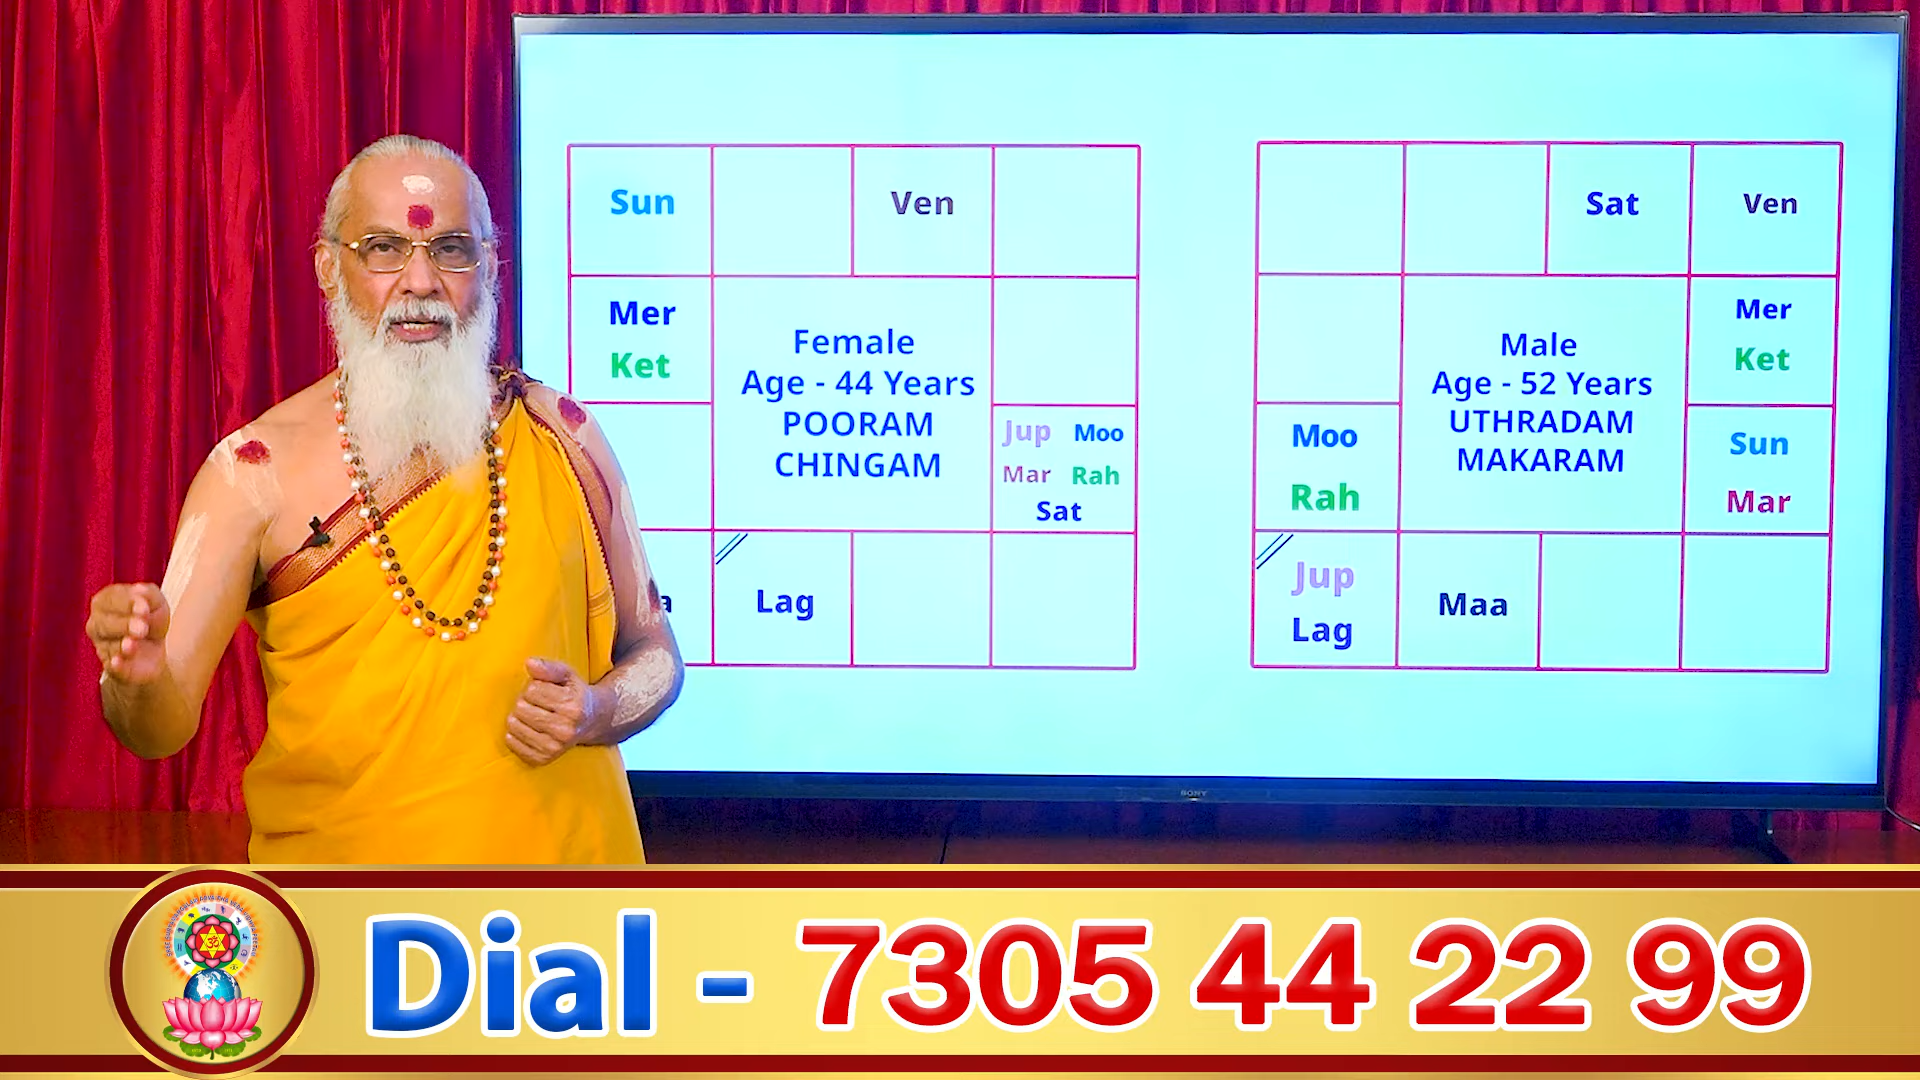 Sun
Ven
Mer
Ket
Female
Age - 44 Years
POORAM
CHINGAM
Jup Moo
Mar Rah
Sat
Lag
Sat
Ven
Mer
Ket
Male
Age - 52 Years
UTHRADAM
MAKARAM
Moo
Rah
Sun
Mar
Jup
Lag
Maa
SONY
Dial - 7305 44 22 99